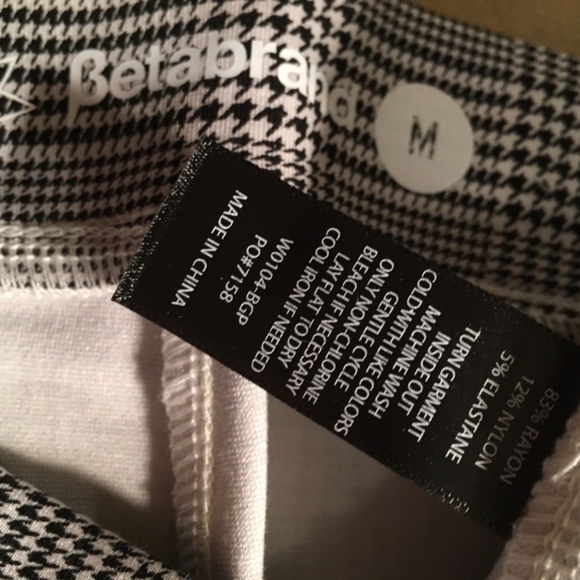 Betabrand
M
83% RAYON
12% NYLON
5% ELASTANE
TURN GARMENT
INSIDE OUT
MACHINE WASH
COLD WITH LIKE COLORS
GENTLE CYCLE
ONLY NON-CHLORINE
BLEACH IF NECESSARY
LAY FLAT TO DRY
COOL IRON IF NEEDED
W0104-BGP
PO#7158
MADE IN CHINA